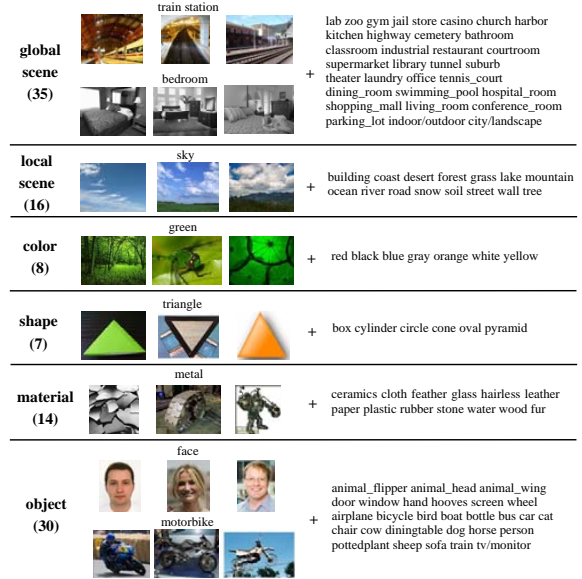 train station
global
scene
(35)
bedroom
+
lab zoo gym jail store casino church harbor
kitchen highway cemetery bathroom
classroom industrial restaurant courtroom
supermarket library tunnel suburb
theater laundry office tennis_court
dining_room swimming_pool hospital_room
shopping_mall living_room conference_room
parking_lot indoor/outdoor city/landscape
local
scene
(16)
sky
+
building coast desert forest grass lake mountain
ocean river road snow soil street wall tree
color
(8)
green
+
red black blue gray orange white yellow
shape
(7)
triangle
+
box cylinder circle cone oval pyramid
material
(14)
metal
+
ceramics cloth feather glass hairless leather
paper plastic rubber stone water wood fur
object
(30)
face
motorbike
+
animal_flipper animal_head animal_wing
door window hand hooves screen wheel
airplane bicycle bird boat bottle bus car cat
chair cow diningtable dog horse person
pottedplant sheep sofa train tv/monitor